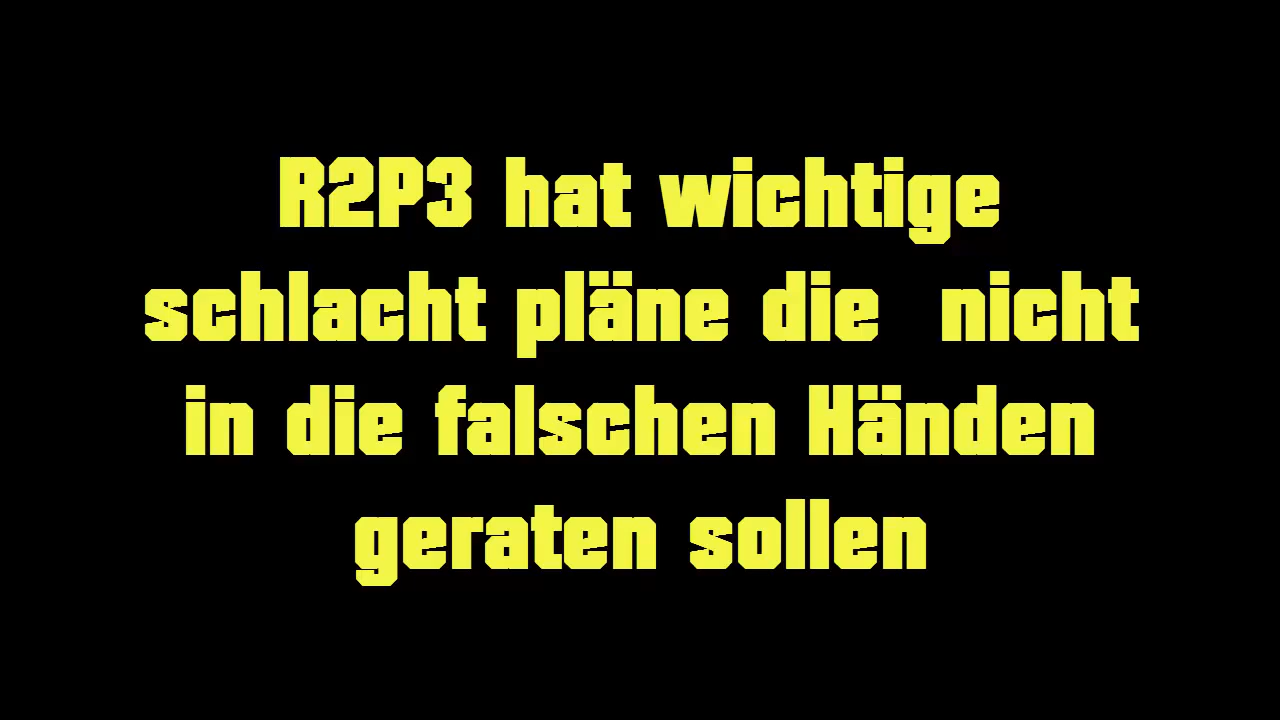 R2P3 hat wichtige
schlacht pläne die  nicht
in die falschen Händen
geraten sollen